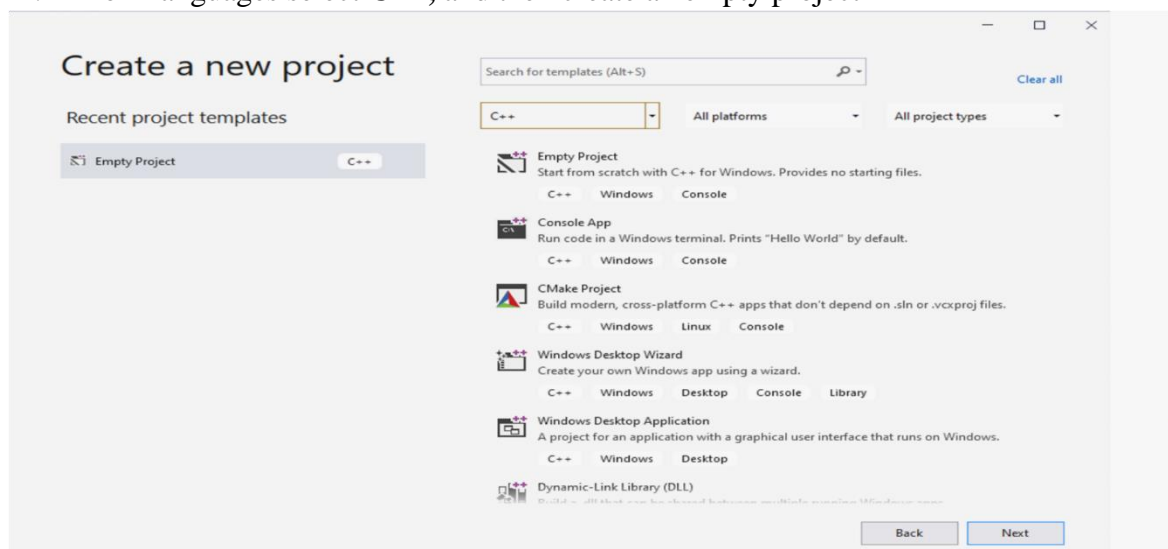 Create a new project
Recent project templates
Empty Project C++
Search for templates (Alt+S)
Clear all
C++ All platforms All project types
Empty Project
Start from scratch with C++ for Windows. Provides no starting files.
C++ Windows Console
Console App
Run code in a Windows terminal. Prints "Hello World" by default.
C++ Windows Console
CMake Project
Build modern, cross-platform C++ apps that don't depend on .sln or .vcxproj files.
C++ Windows Linux Console
Windows Desktop Wizard
Create your own Windows app using a wizard.
C++ Windows Desktop Console Library
Windows Desktop Application
A project for an application with a graphical user interface that runs on Windows.
C++ Windows Desktop
Dynamic-Link Library (DLL)
Back Next